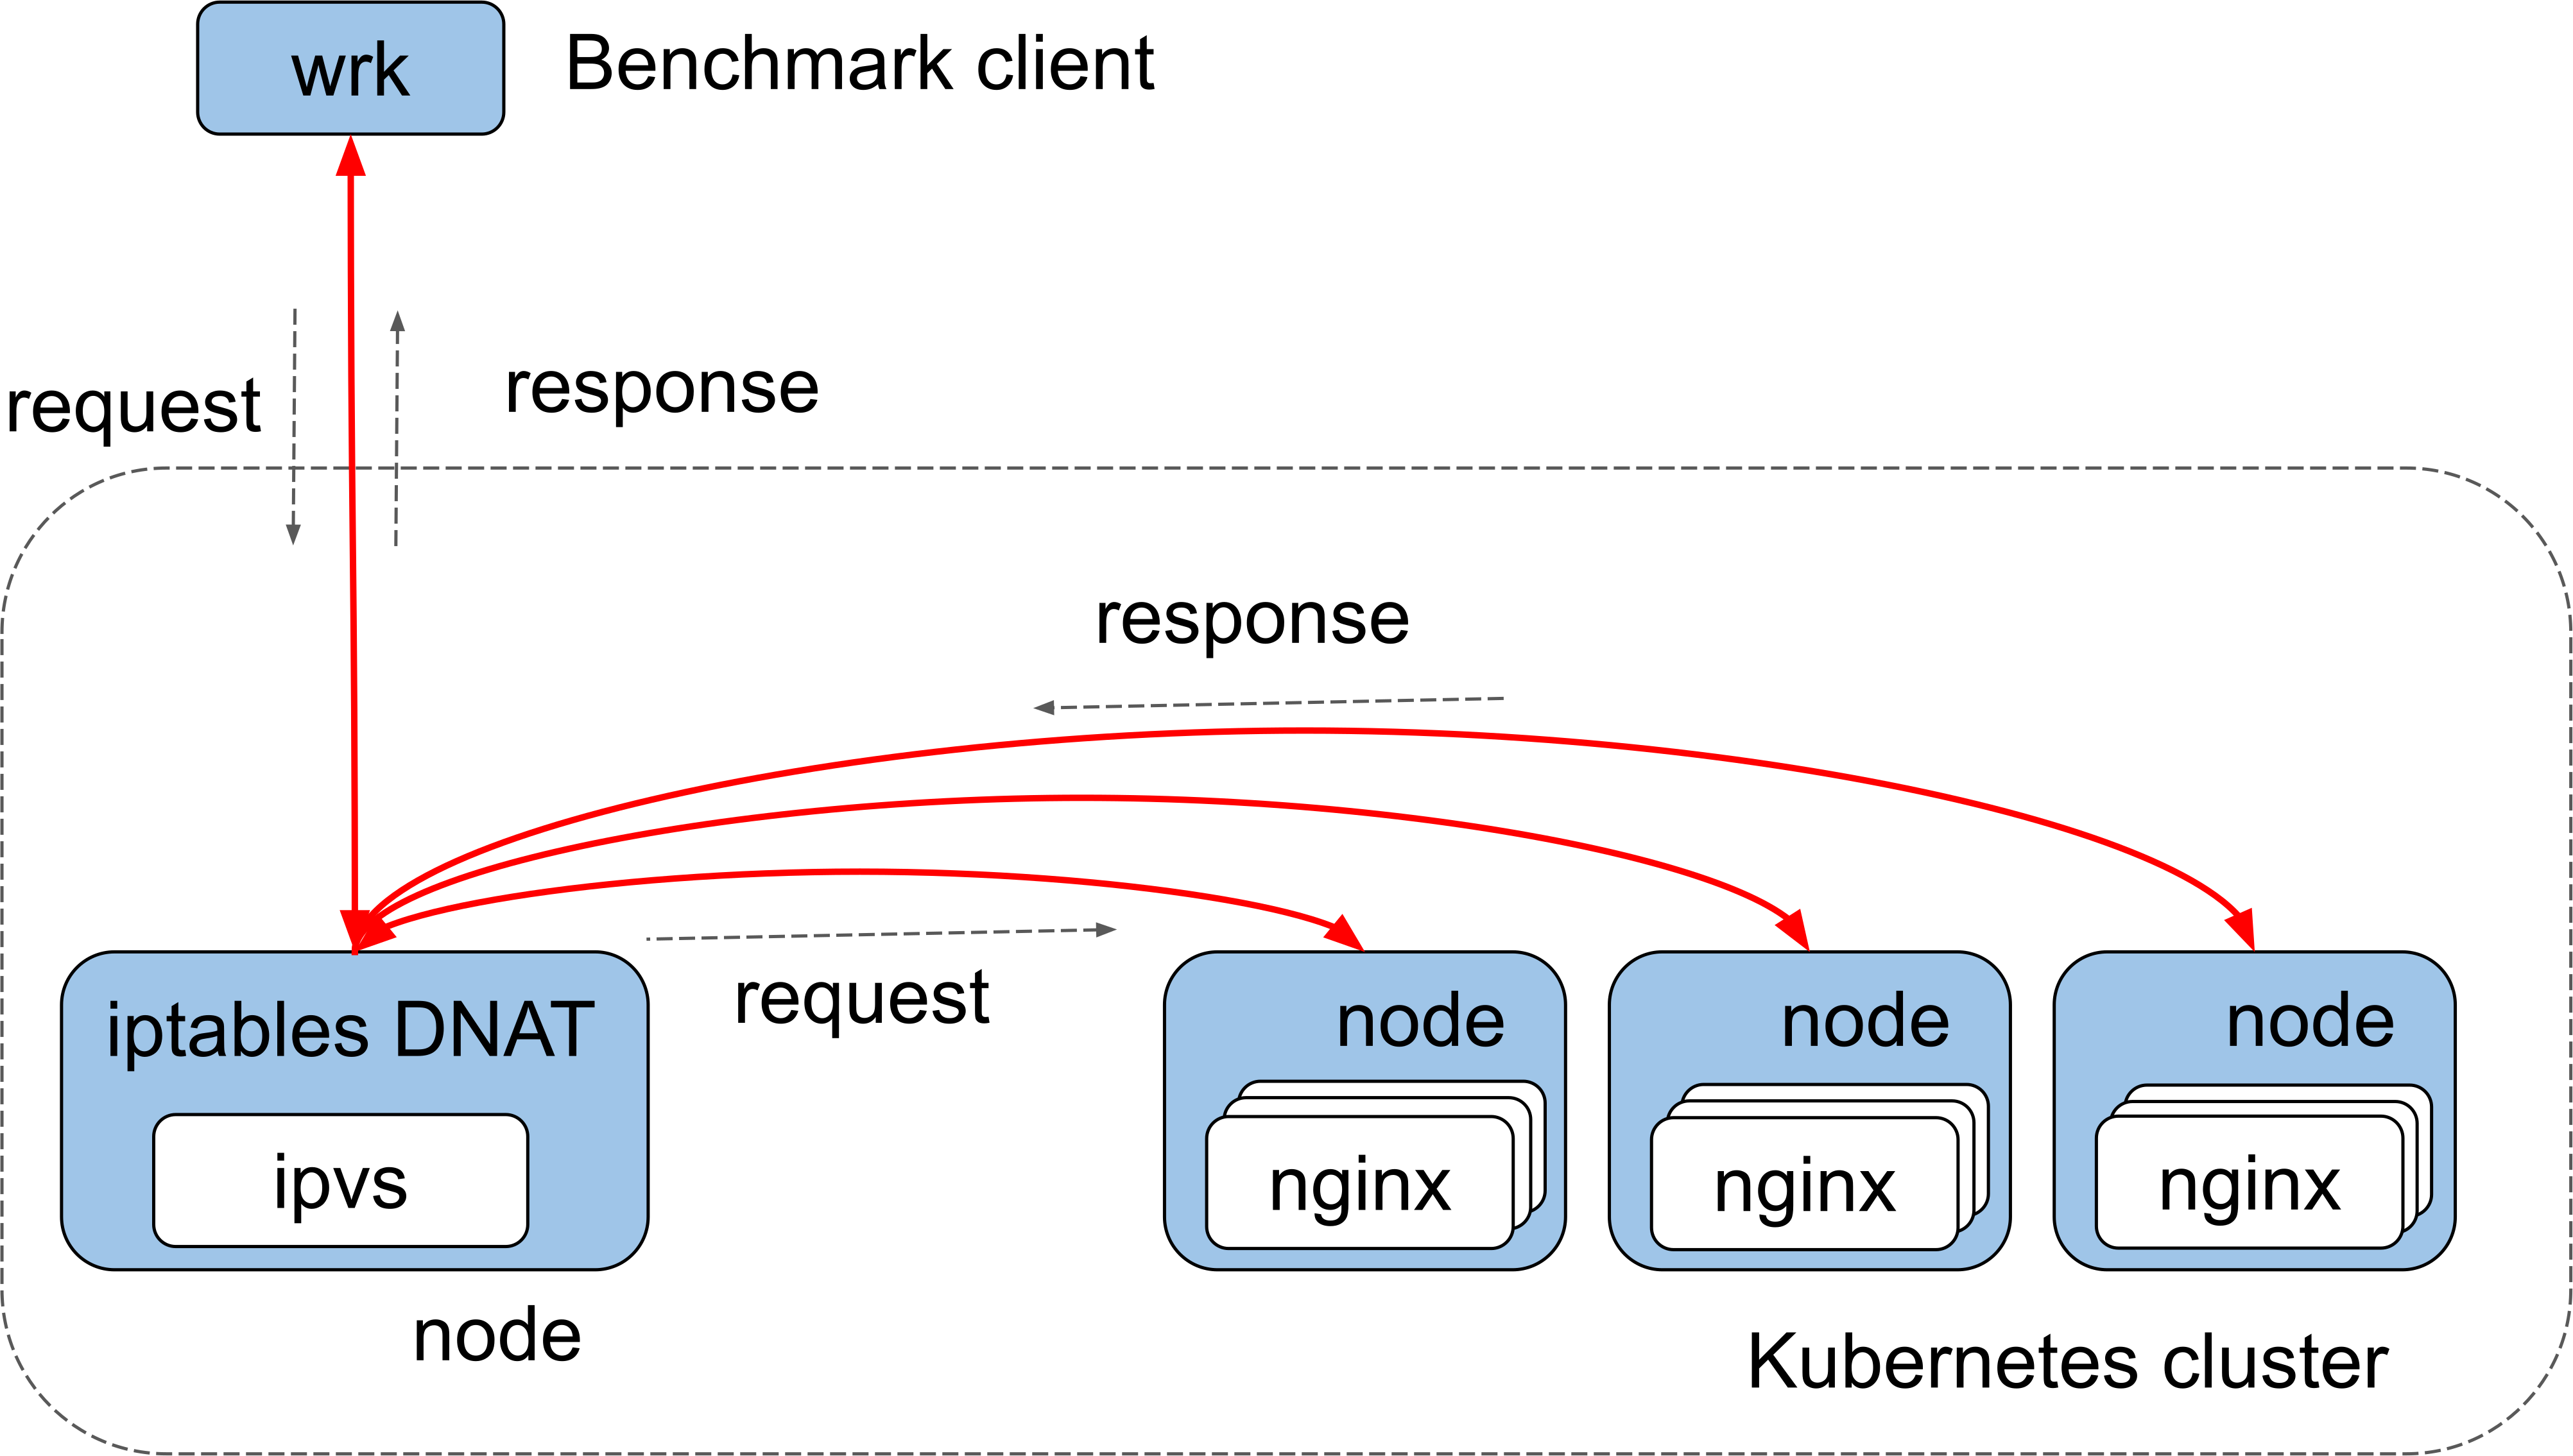 wrk
Benchmark client
request
response
response
iptables DNAT
ipvs
node
request
node
nginx
node
nginx
node
nginx
Kubernetes cluster